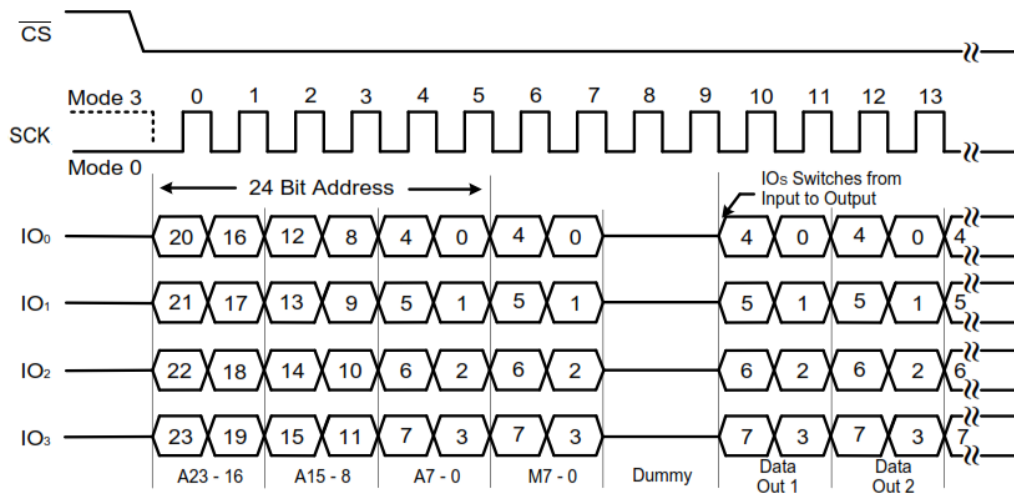 CS
Mode 3 0 1 2 3 4 5 6 7 8 9 10 11 12 13
SCK
Mode 0
24 Bit Address
IOs Switches from
Input to Output
IO0 20 16 12 8 4 0 4 0 4 0 4 0 4
IO1 21 17 13 9 5 1 5 1 5 1 5 1 5
IO2 22 18 14 10 6 2 6 2 6 2 6 2 6
IO3 23 19 15 11 7 3 7 3 7 3 7 3 7
A23 - 16 A15 - 8 A7 - 0 M7 - 0 Dummy Data Out 1 Data Out 2